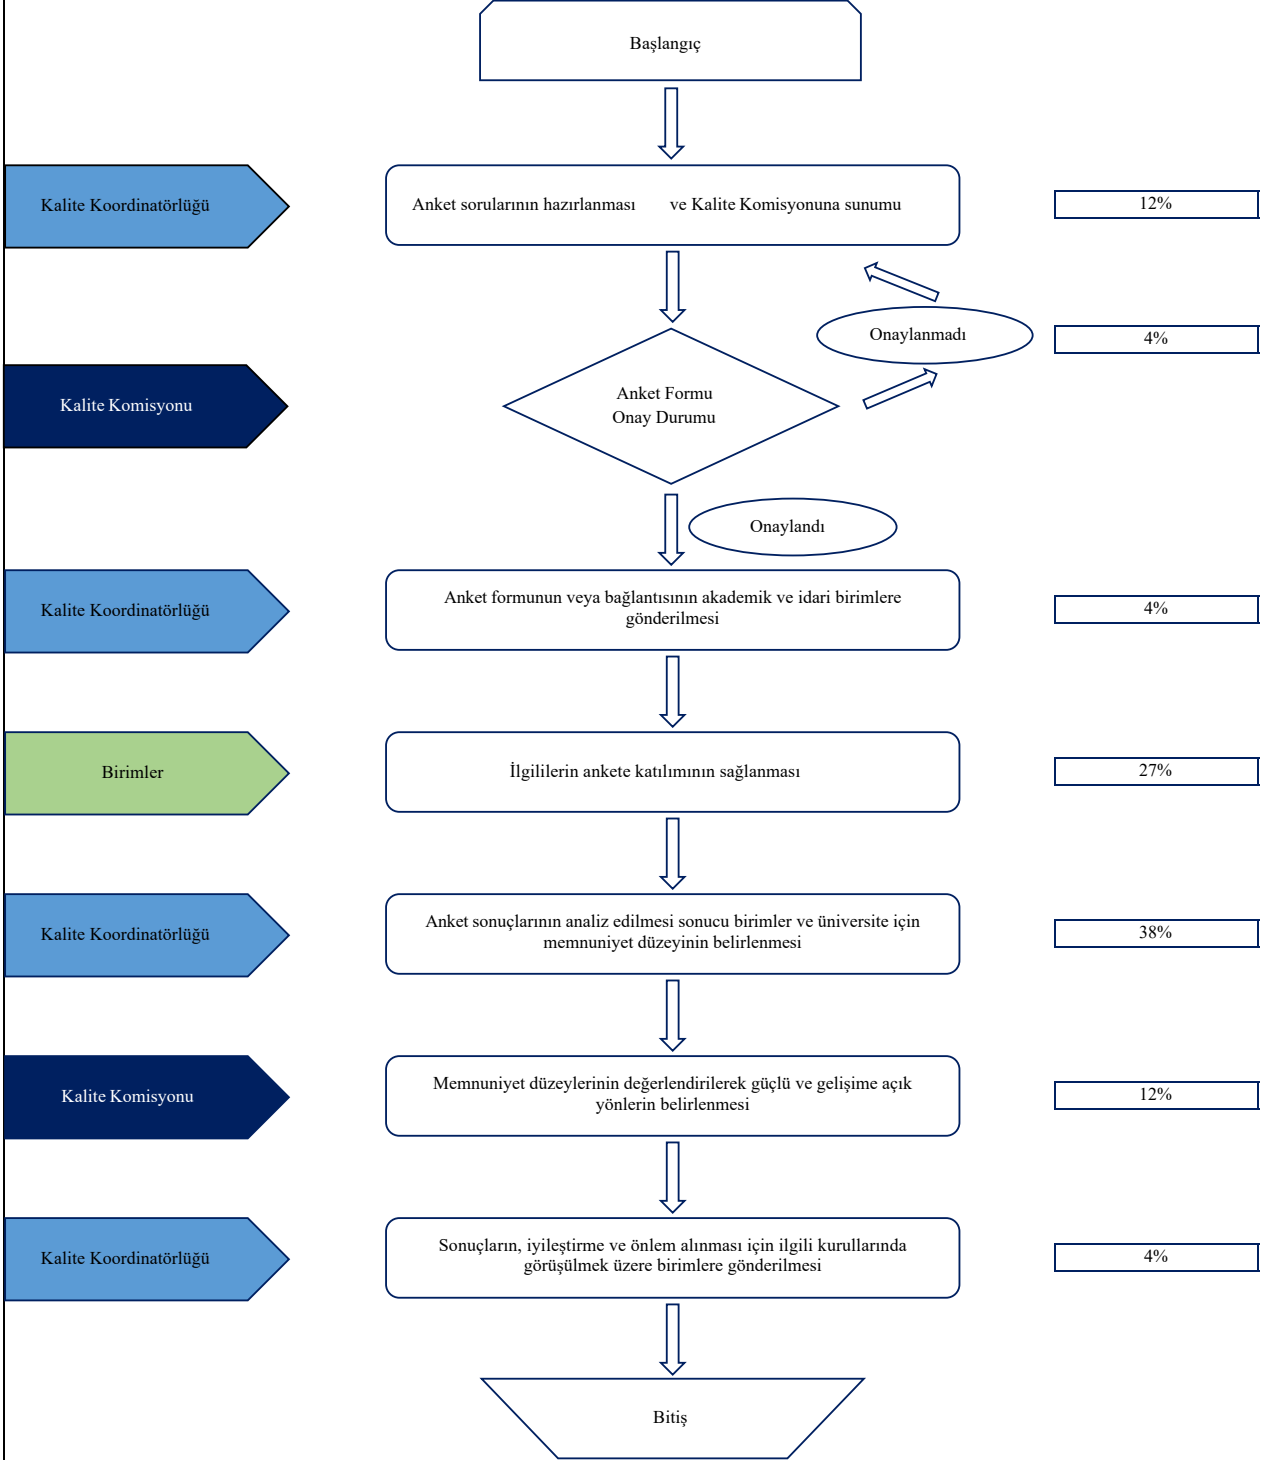 Başlangıç
Kalite Koordinatörlüğü
Anket sorularının hazırlanması ve Kalite Komisyonuna sunumu
12%
Onaylanmadı
4%
Kalite Komisyonu
Anket Formu
Onay Durumu
Onaylandı
Kalite Koordinatörlüğü
Anket formunun veya bağlantısının akademik ve idari birimlere
gönderilmesi
4%
Birimler
İlgililerin ankete katılımının sağlanması
27%
Kalite Koordinatörlüğü
Anket sonuçlarının analiz edilmesi sonucu birimler ve üniversite için
memnuniyet düzeyinin belirlenmesi
38%
Kalite Komisyonu
Memnuniyet düzeylerinin değerlendirilerek güçlü ve gelişime açık
yönlerin belirlenmesi
12%
Kalite Koordinatörlüğü
Sonuçların, iyileştirme ve önlem alınması için ilgili kurullarında
görüşülmek üzere birimlere gönderilmesi
4%
Bitiş